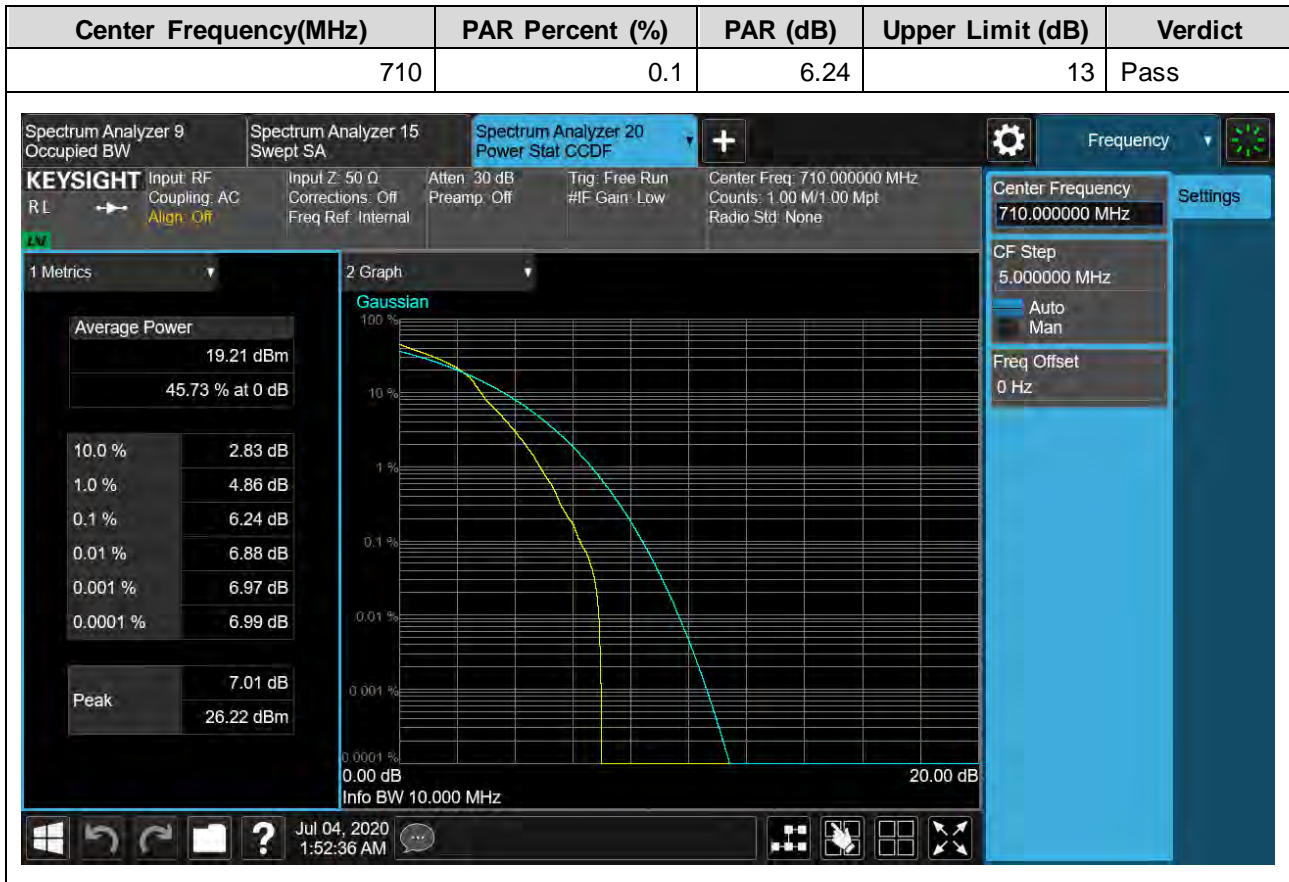 Center Frequency(MHz) PAR Percent (%) PAR (dB) Upper Limit (dB) Verdict
710 0.1 6.24 13 Pass
Spectrum Analyzer 9
Occupied BW
Spectrum Analyzer 15
Swept SA
Spectrum Analyzer 20
Power Stat CCDF
Frequency
KEYSIGHT
RL
Input: RF
Coupling: AC
Align: Off
Input Z: 50 Ω
Corrections: Off
Freq Ref: Internal
Atten: 30 dB
Preamp: Off
Trig: Free Run
#IF Gain: Low
Center Freq: 710.000000 MHz
Counts: 1.00 M/1.00 Mpt
Radio Std: None
Center Frequency
710.000000 MHz
Settings
CF Step
5.000000 MHz
Auto
Man
Freq Offset
0 Hz
1 Metrics
Average Power
19.21 dBm
45.73 % at 0 dB
10.0 % 2.83 dB
1.0 % 4.86 dB
0.1 % 6.24 dB
0.01 % 6.88 dB
0.001 % 6.97 dB
0.0001 % 6.99 dB
Peak
7.01 dB
26.22 dBm
2 Graph
Gaussian
100 %
10 %
1 %
0.1 %
0.01 %
0.001 %
0.0001 %
0.00 dB 20.00 dB
Info BW 10.000 MHz
?
Jul 04, 2020
1:52:36 AM